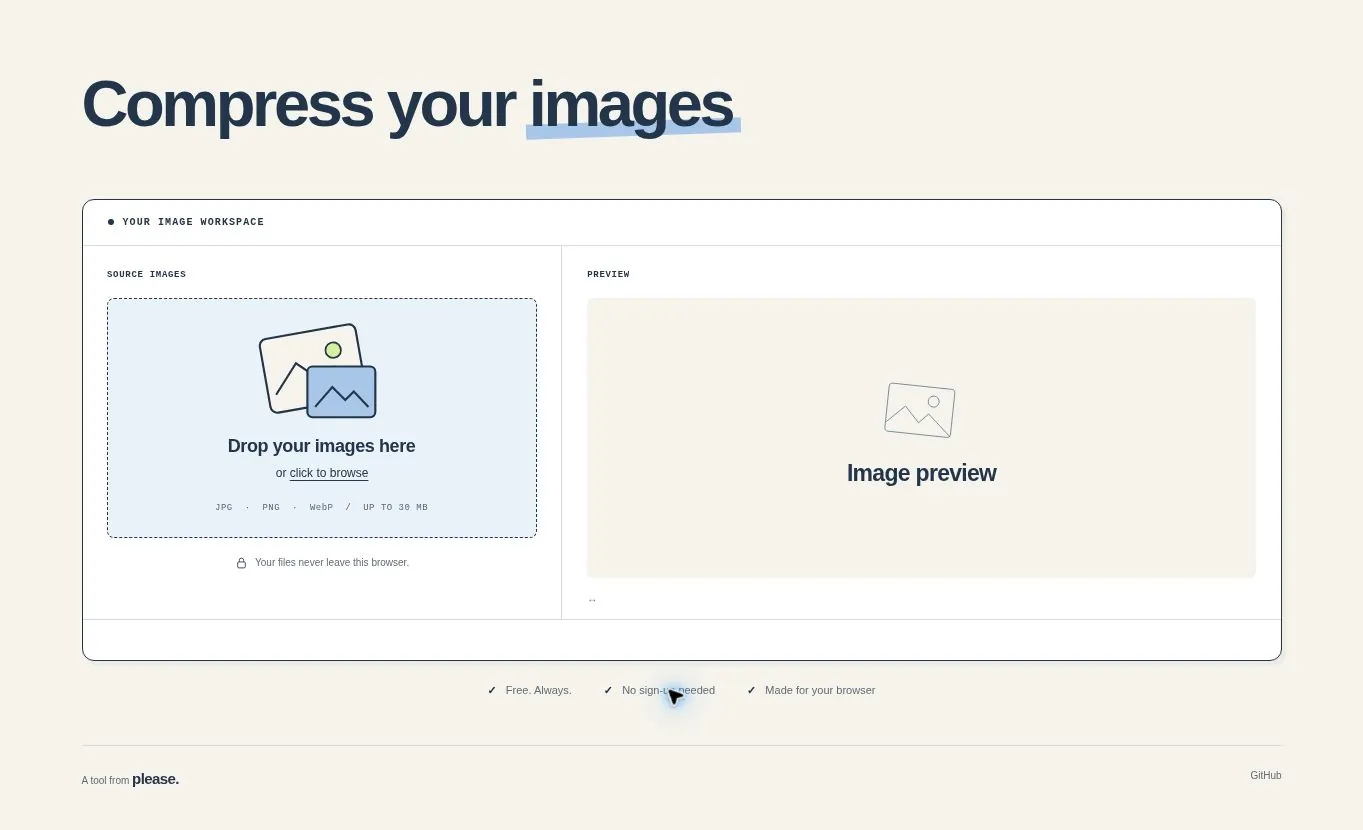 Compress your images
YOUR IMAGE WORKSPACE
SOURCE IMAGES
Drop your images here
or click to browse
JPG · PNG · WebP / UP TO 30 MB
Your files never leave this browser.
PREVIEW
Image preview
↔
✓ Free. Always. ✓ No sign-up needed ✓ Made for your browser
A tool from please.
GitHub